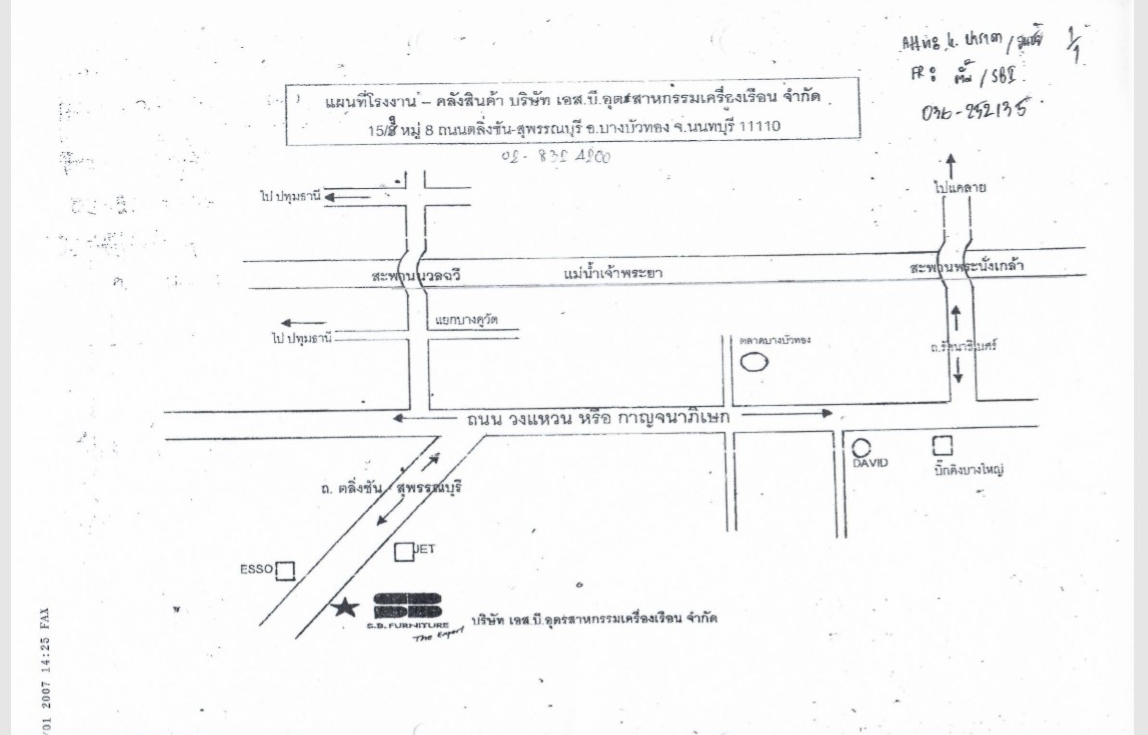 1/1
036-252135
แผนที่โรงงาน – คลังสินค้า บริษัท เอส.บี.อุตสาหกรรมเครื่องเรือน จำกัด
หมู่ 8 ถนนตลิ่งชัน-สุพรรณบุรี อ.บางบัวทอง จ.นนทบุรี 11110
ไป ปทุมธานี
ไปแคลาย
สะพานนวลฉวี
แม่น้ำเจ้าพระยา
สะพานพระนั่งเกล้า
แยกบางคูวัด
ไป ปทุมธานี
ตลาดบางบัวทอง
ถ.รัตนาธิเบศร์
ถนน วงแหวน หรือ กาญจนาภิเษก
DAVID
บิ๊กคิงบางใหญ่
ถ. ตลิ่งชัน / สุพรรณบุรี
ESSO
JET
SB
S.B. FURNITURE
The Expert
บริษัท เอส.บี.อุตสาหกรรมเครื่องเรือน จำกัด
/01 2007 14:25 FAX